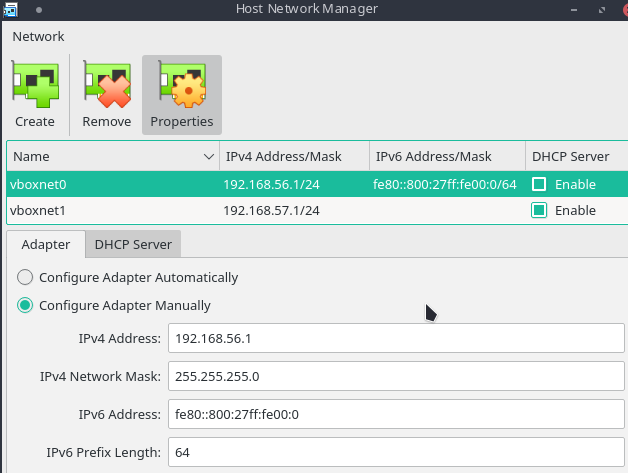 Host Network Manager
Network
Create Remove Properties
Name IPv4 Address/Mask IPv6 Address/Mask DHCP Server
vboxnet0 192.168.56.1/24 fe80::800:27ff:fe00:0/64 Enable
vboxnet1 192.168.57.1/24 Enable
Adapter DHCP Server
Configure Adapter Automatically
Configure Adapter Manually
IPv4 Address: 192.168.56.1
IPv4 Network Mask: 255.255.255.0
IPv6 Address: fe80::800:27ff:fe00:0
IPv6 Prefix Length: 64